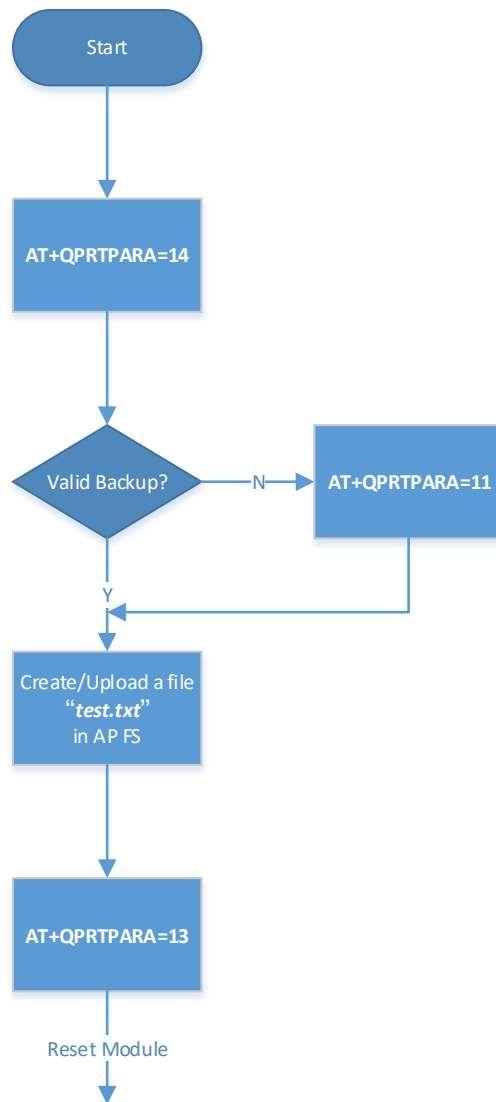 Start
AT+QPRTPARA=14
Valid Backup?
N
AT+QPRTPARA=11
Y
Create/Upload a file
“test.txt”
in AP FS
AT+QPRTPARA=13
Reset Module